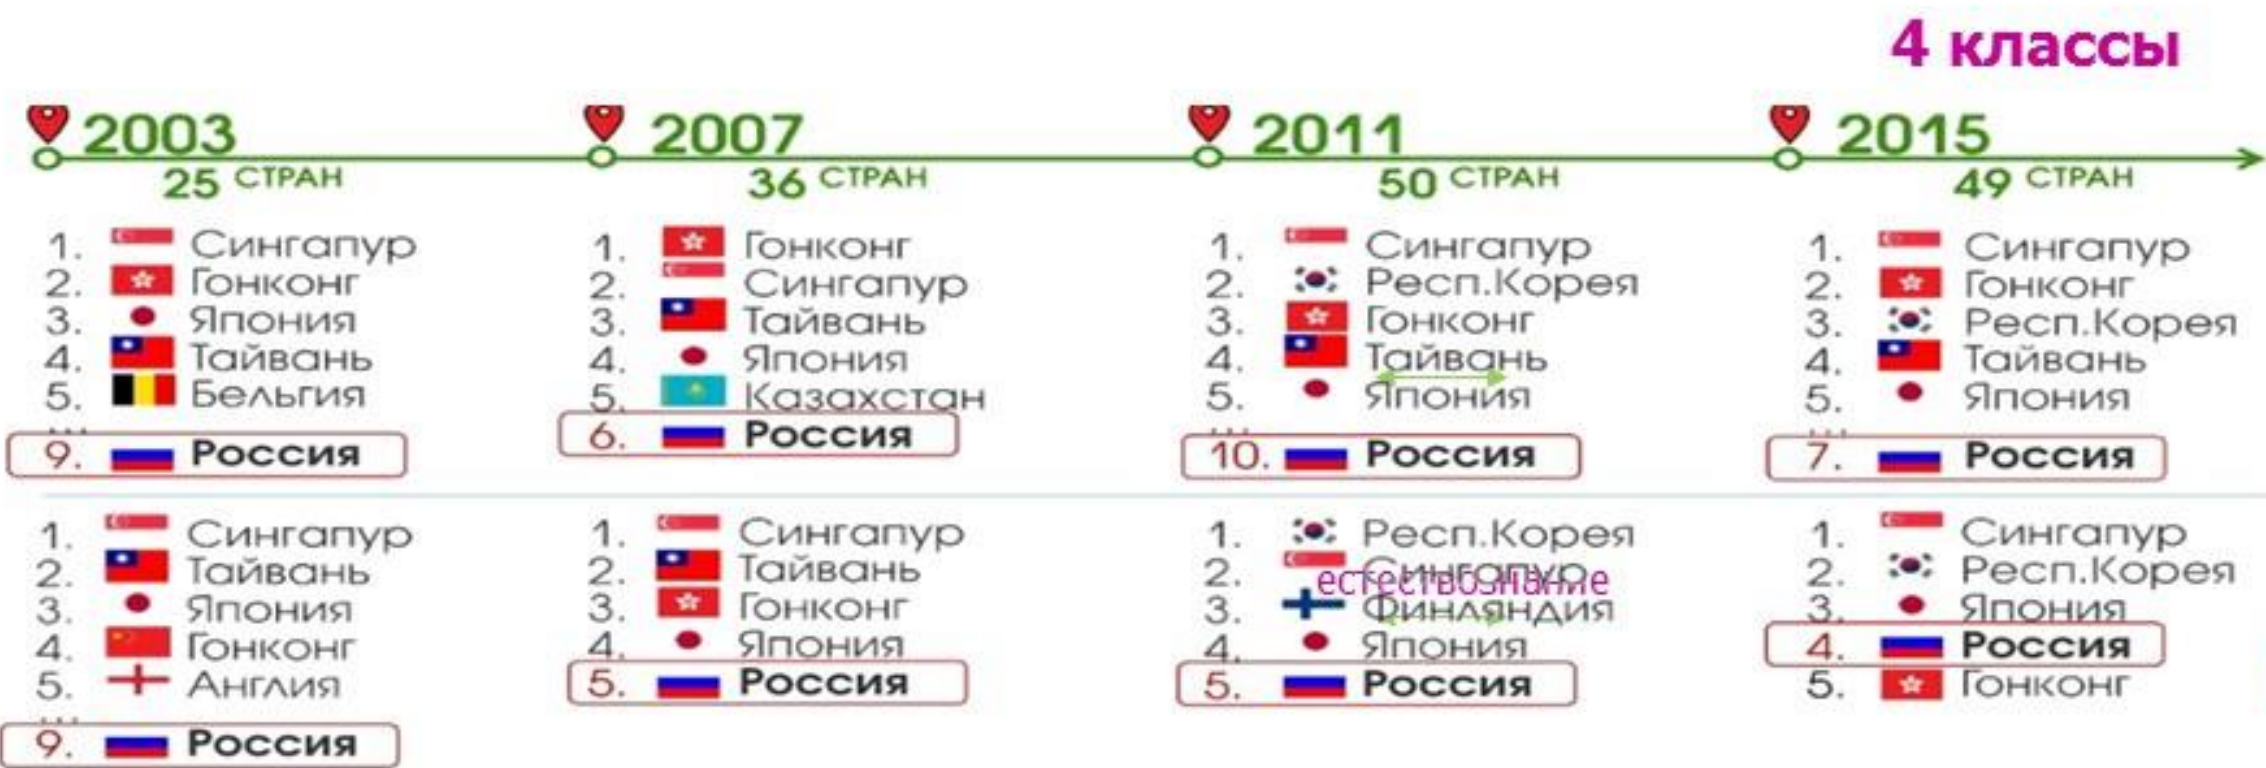 4 классы
2003
25 СТРАН
1. Сингапур
2. Гонконг
3. Япония
4. Тайвань
5. Бельгия
...
9. Россия
2007
36 СТРАН
1. Гонконг
2. Сингапур
3. Тайвань
4. Япония
5. Казахстан
6. Россия
2011
50 СТРАН
1. Сингапур
2. Респ.Корея
3. Гонконг
4. Тайвань
5. Япония
...
10. Россия
2015
49 СТРАН
1. Сингапур
2. Гонконг
3. Респ.Корея
4. Тайвань
5. Япония
...
7. Россия
1. Сингапур
2. Тайвань
3. Япония
4. Гонконг
5. Англия
...
9. Россия
1. Сингапур
2. Тайвань
3. Гонконг
4. Япония
5. Россия
1. Респ.Корея
2. Сингапур
естествознание
3. Финляндия
4. Япония
5. Россия
1. Сингапур
2. Респ.Корея
3. Япония
4. Россия
5. Гонконг